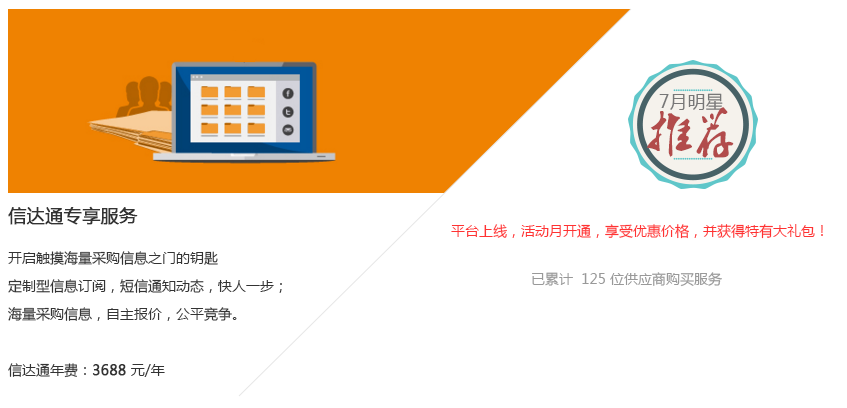 7月明星
推荐
信达通专享服务
开启触摸海量采购信息之门的钥匙
定制型信息订阅，短信通知动态，快人一步；
海量采购信息，自主报价，公平竞争。
信达通年费：3688 元/年
平台上线，活动月开通，享受优惠价格，并获得特有大礼包！
已累计 125 位供应商购买服务